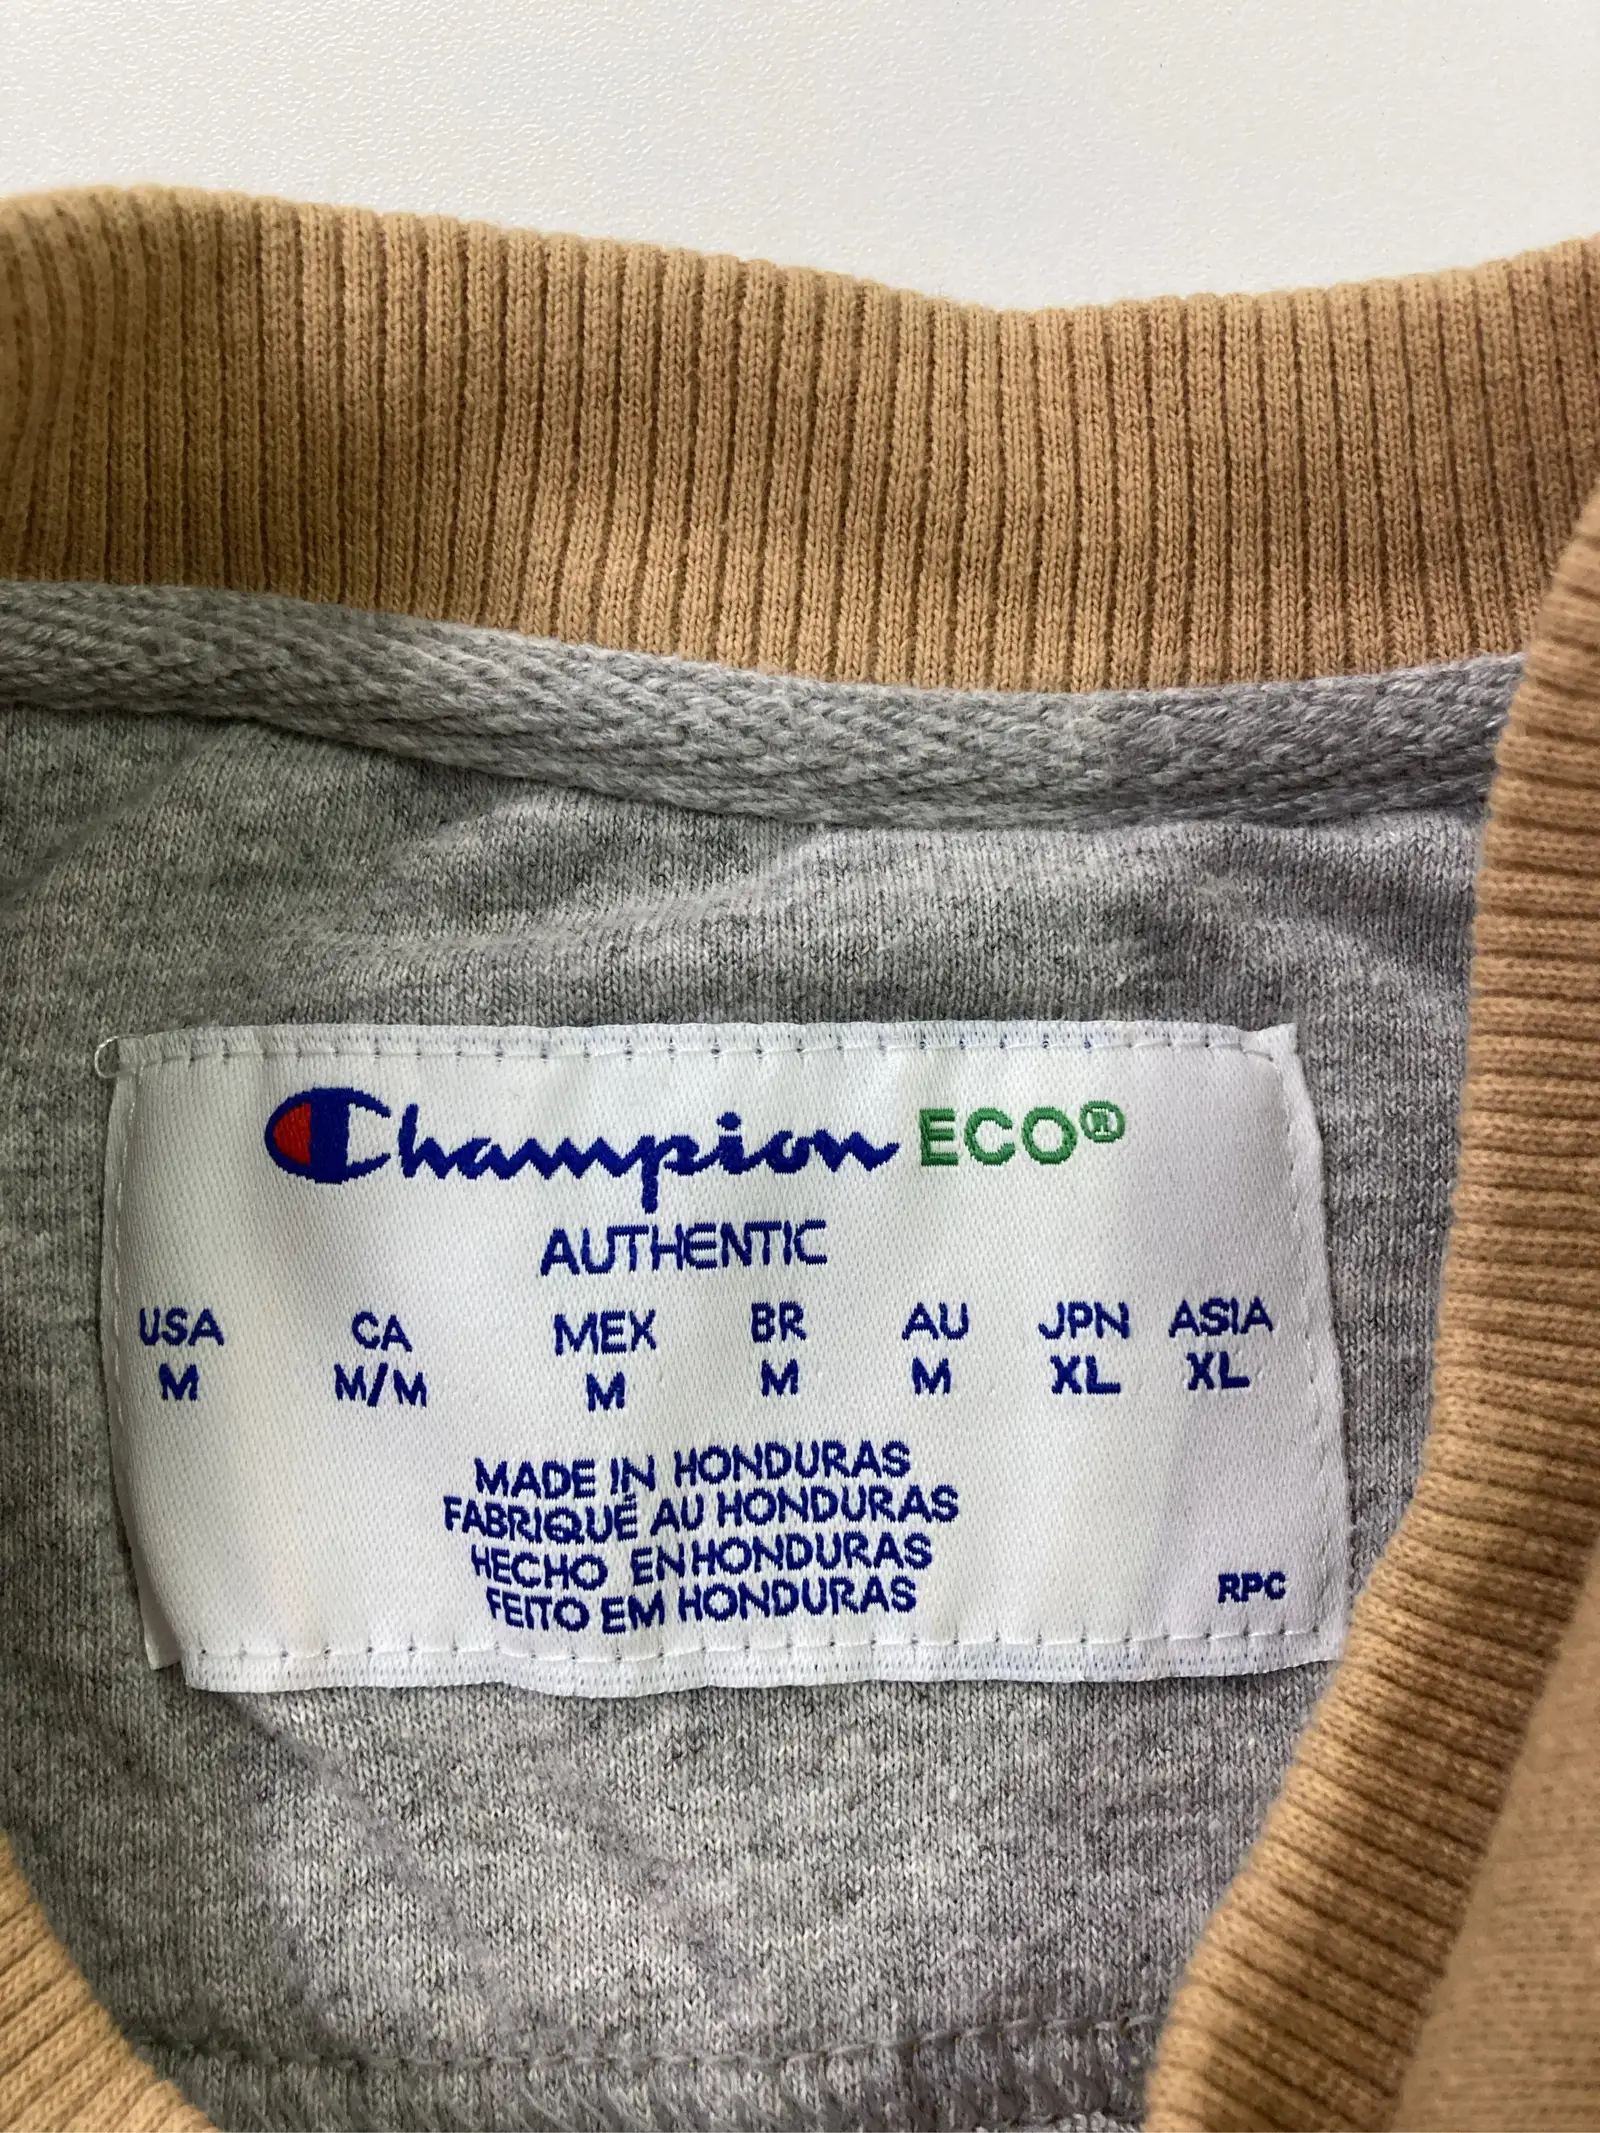 Champion ECO®
AUTHENTIC
USA CA MEX BR AU JPN ASIA
M M/M M M M XL XL
MADE IN HONDURAS
FABRIQUÉ AU HONDURAS
HECHO EN HONDURAS
FEITO EM HONDURAS
RPC